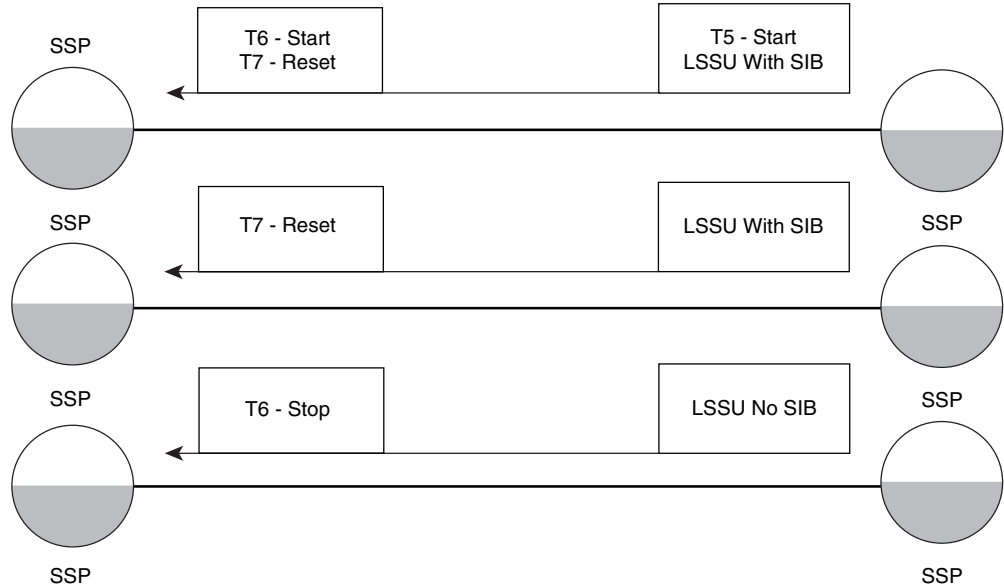 SSP
T6 - Start
T7 - Reset
T5 - Start
LSSU With SIB
SSP
SSP
T7 - Reset
LSSU With SIB
SSP
SSP
T6 - Stop
LSSU No SIB
SSP
SSP